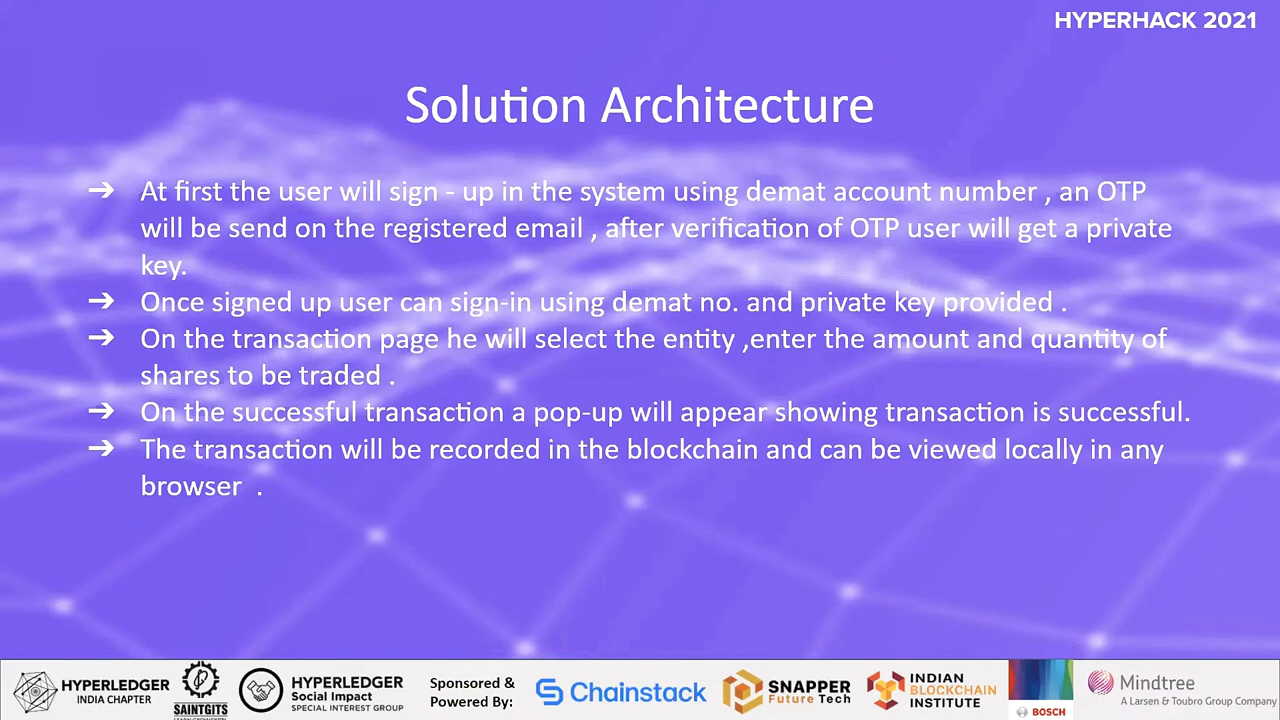 HYPERHACK 2021
Solution Architecture
➔ At first the user will sign - up in the system using demat account number , an OTP
will be send on the registered email , after verification of OTP user will get a private
key.
➔ Once signed up user can sign-in using demat no. and private key provided .
➔ On the transaction page he will select the entity ,enter the amount and quantity of
shares to be traded .
➔ On the successful transaction a pop-up will appear showing transaction is successful.
➔ The transaction will be recorded in the blockchain and can be viewed locally in any
browser .
HYPERLEDGER
INDIA CHAPTER
SAINTGITS
HYPERLEDGER
Social Impact
SPECIAL INTEREST GROUP
Sponsored &
Powered By:
Chainstack
SNAPPER
Future Tech
INDIAN
BLOCKCHAIN
INSTITUTE
BOSCH
Mindtree
A Larsen & Toubro Group Company